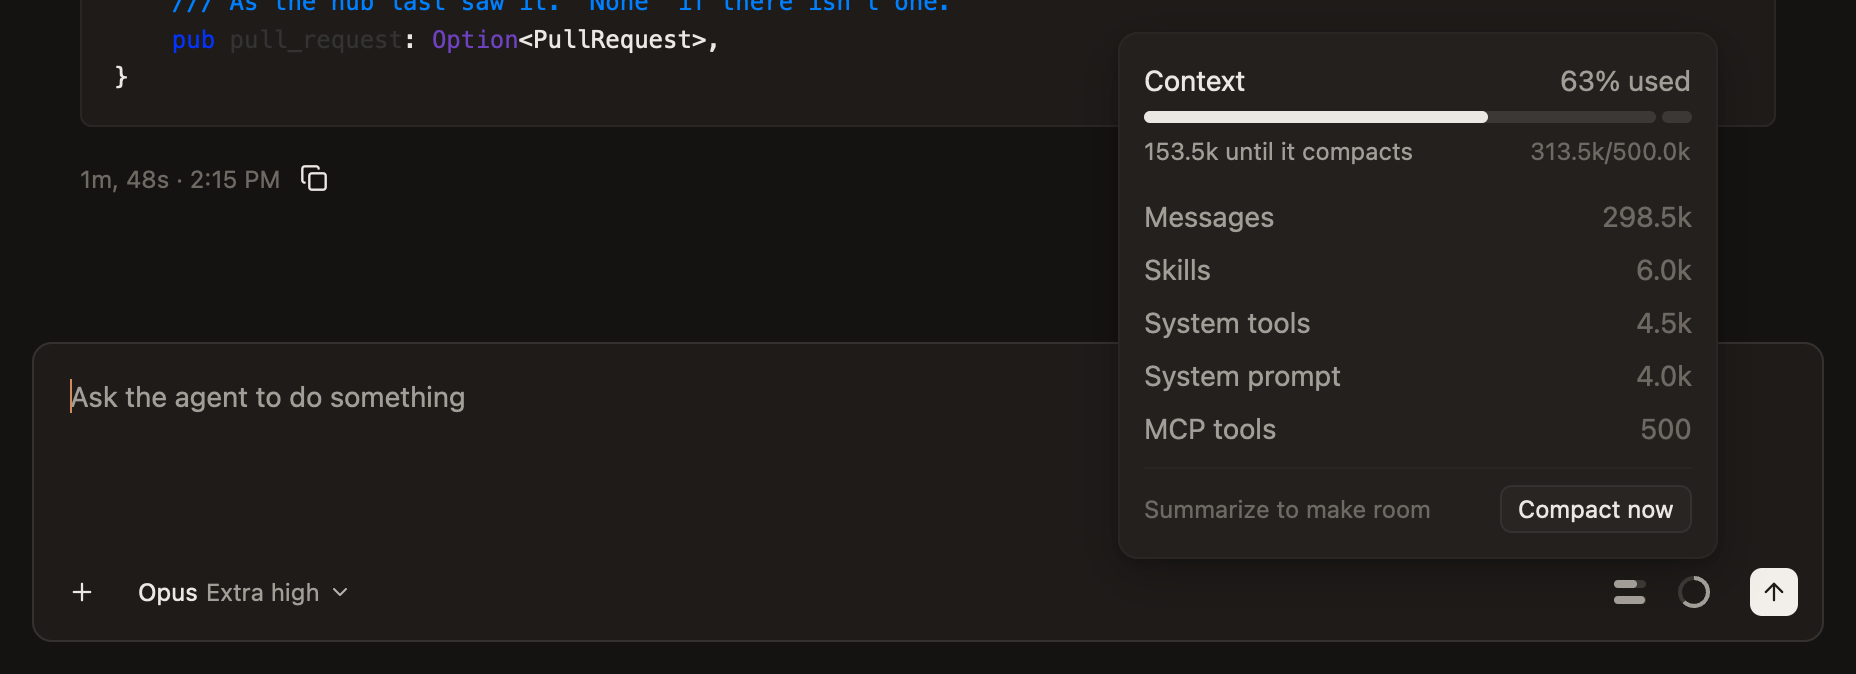 /// As the hub last saw it. `None` if there isn't one.
pub pull_request: Option<PullRequest>,
}
1m, 48s · 2:15 PM
Context
63% used
153.5k until it compacts
313.5k/500.0k
Messages
298.5k
Skills
6.0k
System tools
4.5k
System prompt
4.0k
MCP tools
500
Summarize to make room
Compact now
Ask the agent to do something
Opus Extra high